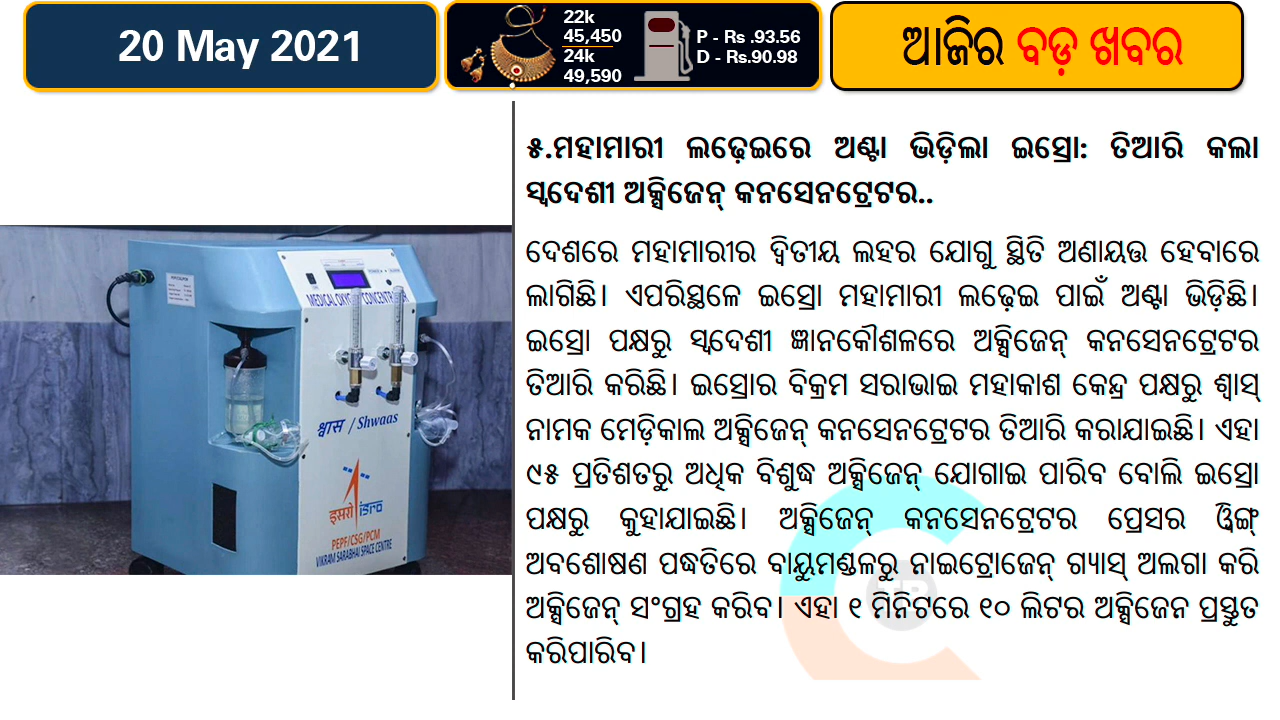 20 May 2021
22k
45,450
24k
49,590
P - Rs .93.56
D - Rs.90.98
ଆଜିର ବଡ଼ ଖବର
୫.ମହାମାରୀ ଲଢ଼େଇରେ ଅଣ୍ଟା ଭିଡ଼ିଲା ଇସ୍ରୋ: ତିଆରି କଲା
ସ୍ୱଦେଶୀ ଅକ୍ସିଜେନ୍ କନସେନଟ୍ରେଟର..
ଦେଶରେ ମହାମାରୀର ଦ୍ୱିତୀୟ ଲହର ଯୋଗୁ ସ୍ଥିତି ଅଣାୟତ୍ତ ହେବାରେ
ଲାଗିଛି। ଏପରିସ୍ଥଳେ ଇସ୍ରୋ ମହାମାରୀ ଲଢ଼େଇ ପାଇଁ ଅଣ୍ଟା ଭିଡ଼ିଛି।
ଇସ୍ରୋ ପକ୍ଷରୁ ସ୍ୱଦେଶୀ ଜ୍ଞାନକୌଶଳରେ ଅକ୍ସିଜେନ୍ କନସେନଟ୍ରେଟର
ତିଆରି କରିଛି। ଇସ୍ରୋର ବିକ୍ରମ ସରାଭାଇ ମହାକାଶ କେନ୍ଦ୍ର ପକ୍ଷରୁ ଶ୍ୱାସ୍
ନାମକ ମେଡ଼ିକାଲ ଅକ୍ସିଜେନ୍ କନସେନଟ୍ରେଟର ତିଆରି କରାଯାଇଛି। ଏହା
୯୫ ପ୍ରତିଶତରୁ ଅଧିକ ବିଶୁଦ୍ଧ ଅକ୍ସିଜେନ୍ ଯୋଗାଇ ପାରିବ ବୋଲି ଇସ୍ରୋ
ପକ୍ଷରୁ କୁହାଯାଇଛି। ଅକ୍ସିଜେନ୍ କନସେନଟ୍ରେଟର ପ୍ରେସର
ଅବଶୋଷଣ ପଦ୍ଧତିରେ ବାୟୁମଣ୍ଡଳରୁ ନାଇଟ୍ରୋଜେନ୍ ଗ୍ୟାସ୍ ଅଲଗା କରି
ଅକ୍ସିଜେନ୍ ସଂଗ୍ରହ କରିବ। ଏହା ୧ ମିନିଟରେ ୧୦ ଲିଟର ଅକ୍ସିଜେନ ପ୍ରସ୍ତୁତ
କରିପାରିବ।
MEDICAL
श्वास / Shwaas
इसरो isro
PEPF/CSG/PCM
VIKRAM SARABHAI SPACE CENTRE